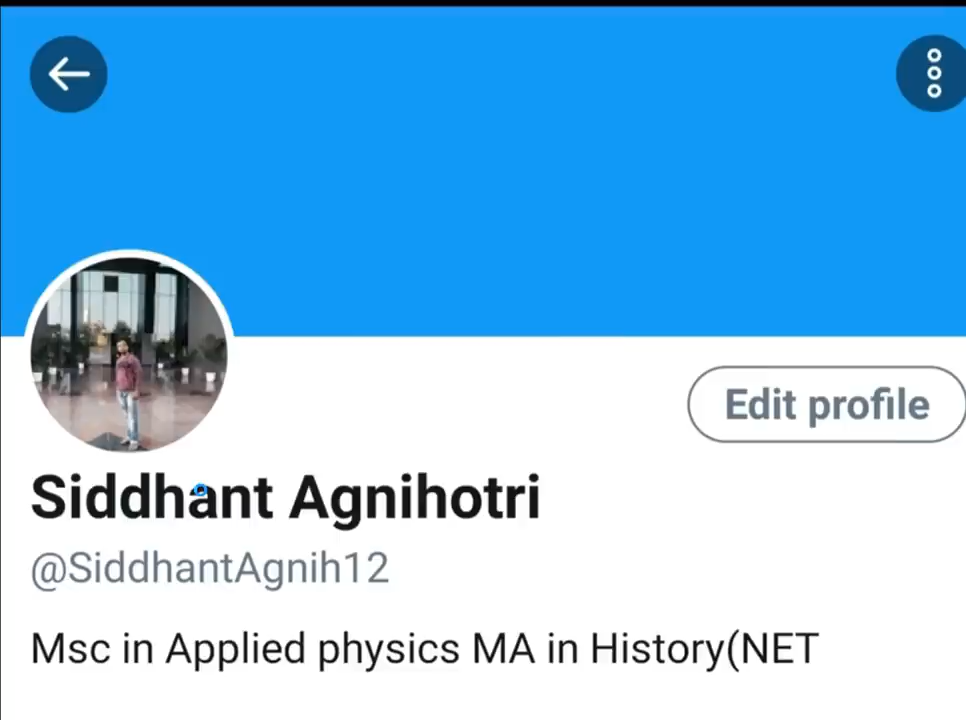 Edit profile
Siddhant Agnihotri
@SiddhantAgnih12
Msc in Applied physics MA in History(NET